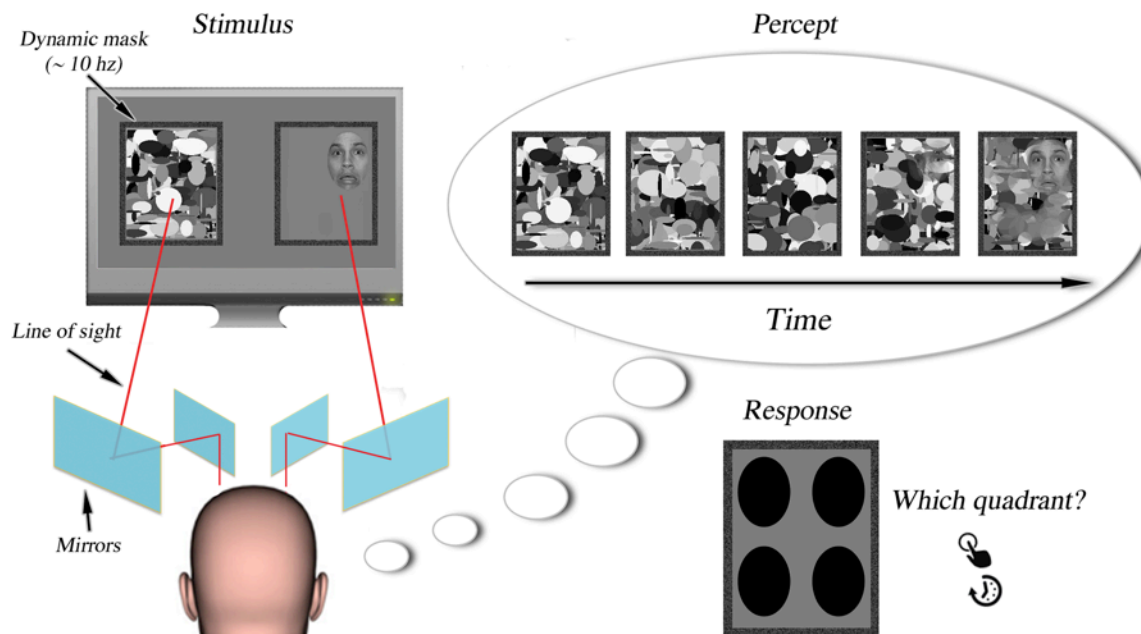 Stimulus
Dynamic mask
(~ 10 hz)
Percept
Time
Line of sight
Mirrors
Response
Which quadrant?